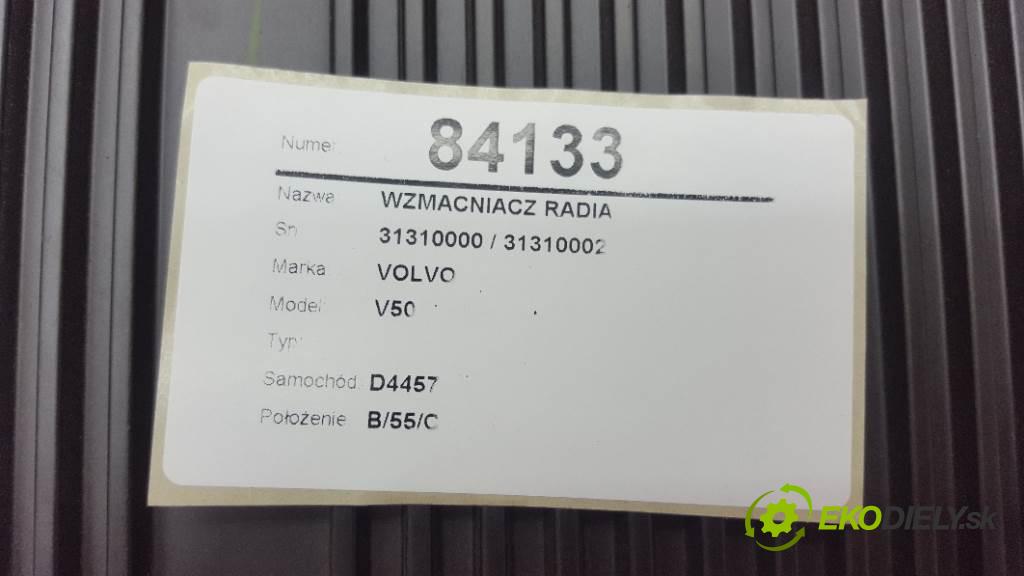 Numer 84133
Nazwa WZMACNIACZ RADIA
Sn 31310000 / 31310002
Marka VOLVO
Model V50
Typ
Samochód D4457
Położenie B/55/C
EKODIELY.sk